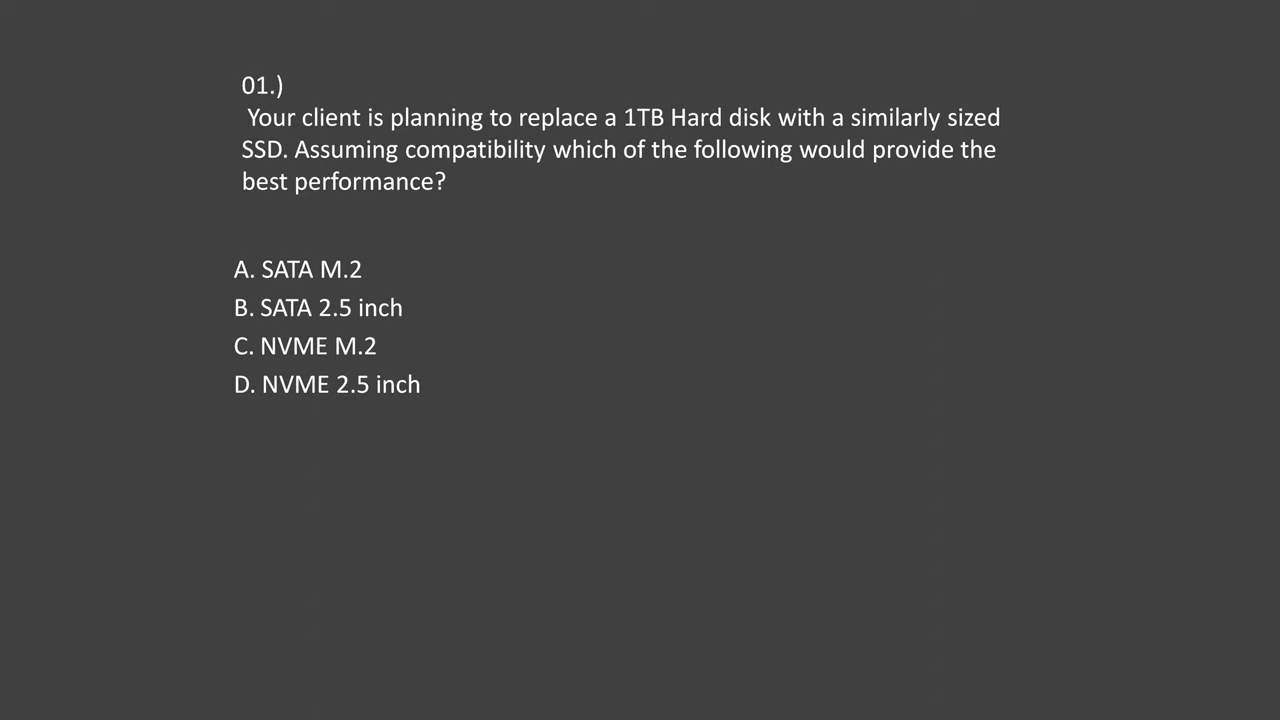 01.)
Your client is planning to replace a 1TB Hard disk with a similarly sized
SSD. Assuming compatibility which of the following would provide the
best performance?
A. SATA M.2
B. SATA 2.5 inch
C. NVME M.2
D. NVME 2.5 inch